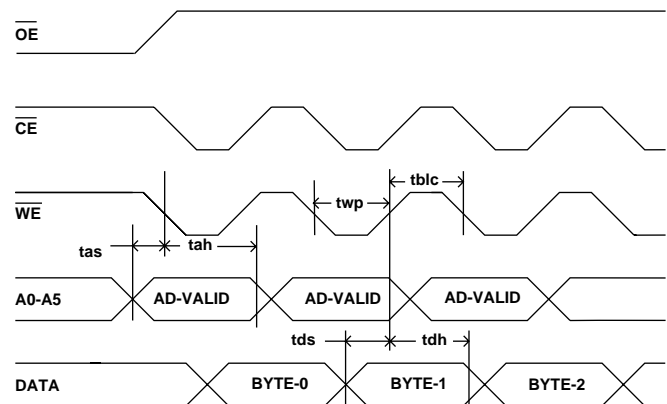 OE
CE
tblc
twp
WE
tas
tah
A0-A5
AD-VALID
AD-VALID
AD-VALID
tds
tdh
DATA
BYTE-0
BYTE-1
BYTE-2